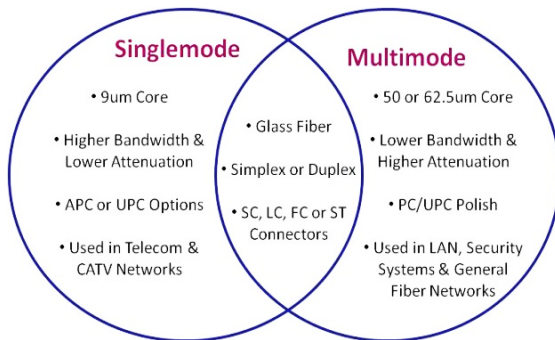 Singlemode
• 9um Core
• Higher Bandwidth &
Lower Attenuation
• APC or UPC Options
• Used in Telecom &
CATV Networks
• Glass Fiber
• Simplex or Duplex
• SC, LC, FC or ST
Connectors
Multimode
• 50 or 62.5um Core
• Lower Bandwidth &
Higher Attenuation
• PC/UPC Polish
• Used in LAN, Security
Systems & General
Fiber Networks